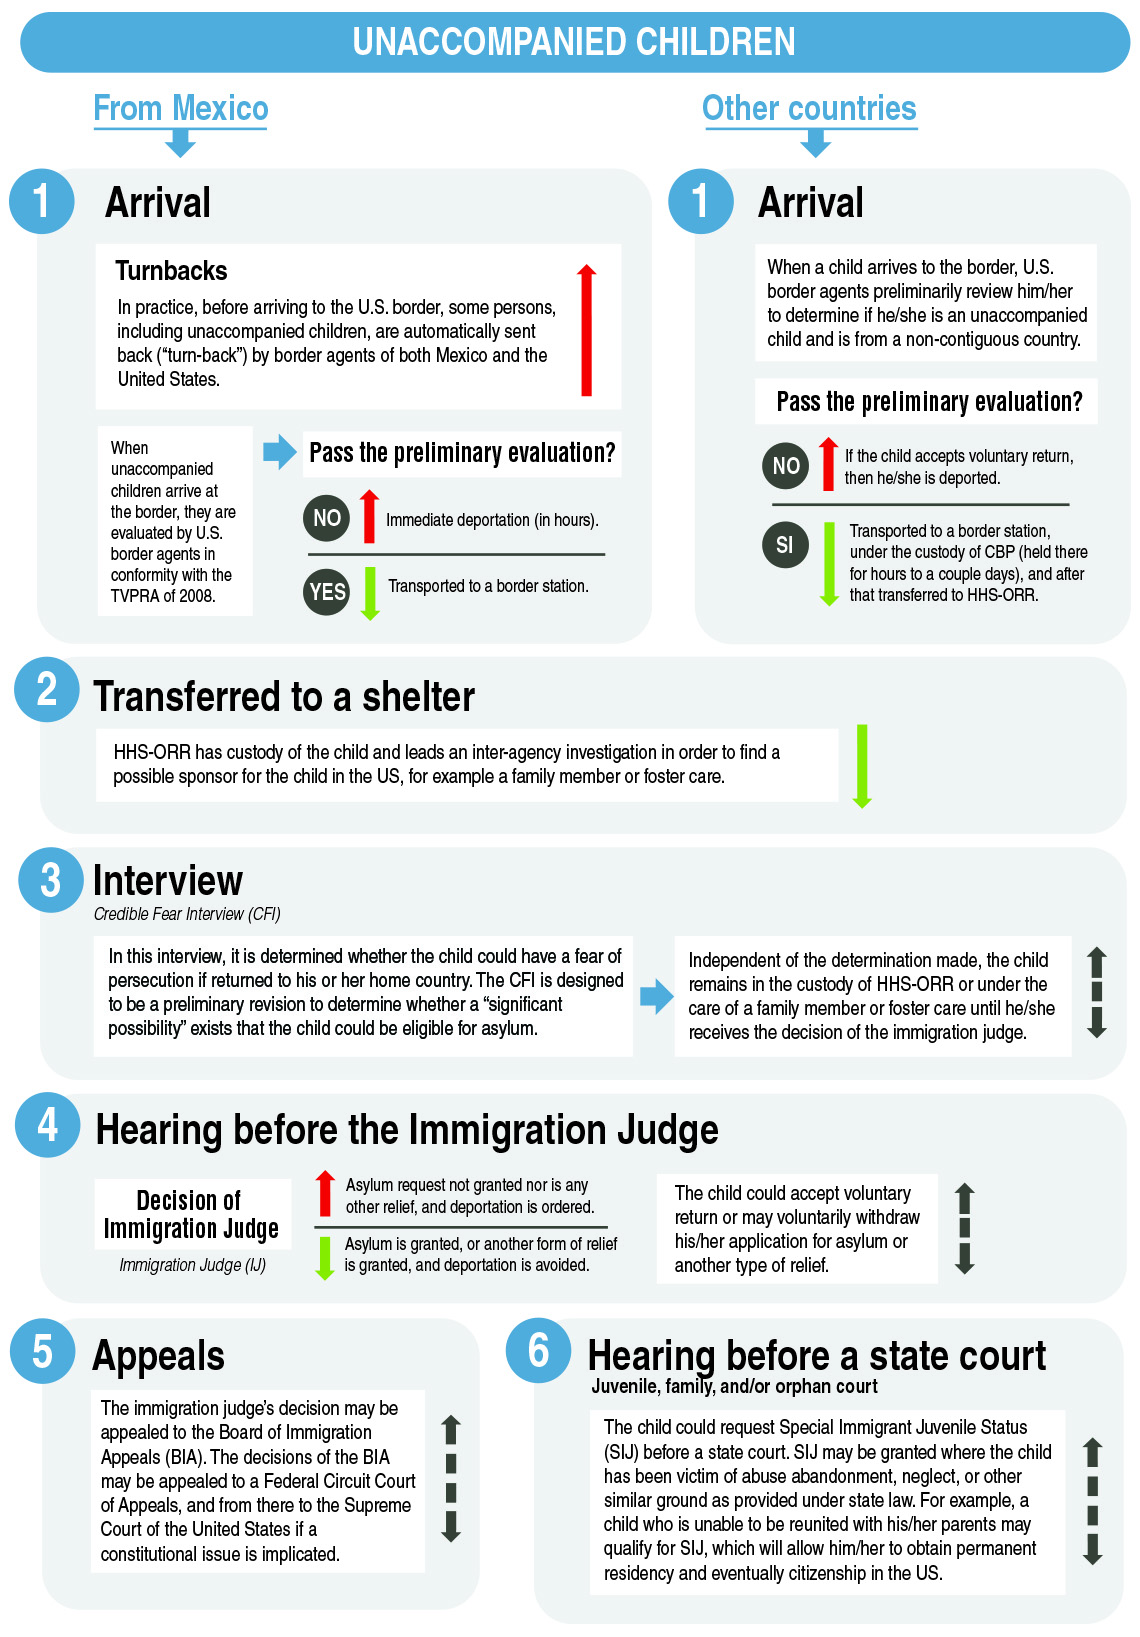 UNACCOMPANIED CHILDREN
From Mexico
Other countries
1
Arrival
Turnbacks
In practice, before arriving to the U.S. border, some persons,
including unaccompanied children, are automatically sent
back (“turn-back”) by border agents of both Mexico and the
United States.
When
unaccompanied
children arrive at
the border, they are
evaluated by U.S.
border agents in
conformity with the
TVPRA of 2008.
Pass the preliminary evaluation?
NO
Immediate deportation (in hours).
YES
Transported to a border station.
1
Arrival
When a child arrives to the border, U.S.
border agents preliminarily review him/her
to determine if he/she is an unaccompanied
child and is from a non-contiguous country.
Pass the preliminary evaluation?
NO
If the child accepts voluntary return,
then he/she is deported.
SI
Transported to a border station,
under the custody of CBP (held there
for hours to a couple days), and after
that transferred to HHS-ORR.
2
Transferred to a shelter
HHS-ORR has custody of the child and leads an inter-agency investigation in order to find a
possible sponsor for the child in the US, for example a family member or foster care.
3
Interview
Credible Fear Interview (CFI)
In this interview, it is determined whether the child could have a fear of
persecution if returned to his or her home country. The CFI is designed
to be a preliminary revision to determine whether a “significant
possibility” exists that the child could be eligible for asylum.
Independent of the determination made, the child
remains in the custody of HHS-ORR or under the
care of a family member or foster care until he/she
receives the decision of the immigration judge.
4
Hearing before the Immigration Judge
Decision of
Immigration Judge
Immigration Judge (IJ)
Asylum request not granted nor is any
other relief, and deportation is ordered.
Asylum is granted, or another form of relief
is granted, and deportation is avoided.
The child could accept voluntary
return or may voluntarily withdraw
his/her application for asylum or
another type of relief.
5
Appeals
The immigration judge’s decision may be
appealed to the Board of Immigration
Appeals (BIA). The decisions of the BIA
may be appealed to a Federal Circuit Court
of Appeals, and from there to the Supreme
Court of the United States if a
constitutional issue is implicated.
6
Hearing before a state court
Juvenile, family, and/or orphan court
The child could request Special Immigrant Juvenile Status
(SIJ) before a state court. SIJ may be granted where the child
has been victim of abuse abandonment, neglect, or other
similar ground as provided under state law. For example, a
child who is unable to be reunited with his/her parents may
qualify for SIJ, which will allow him/her to obtain permanent
residency and eventually citizenship in the US.